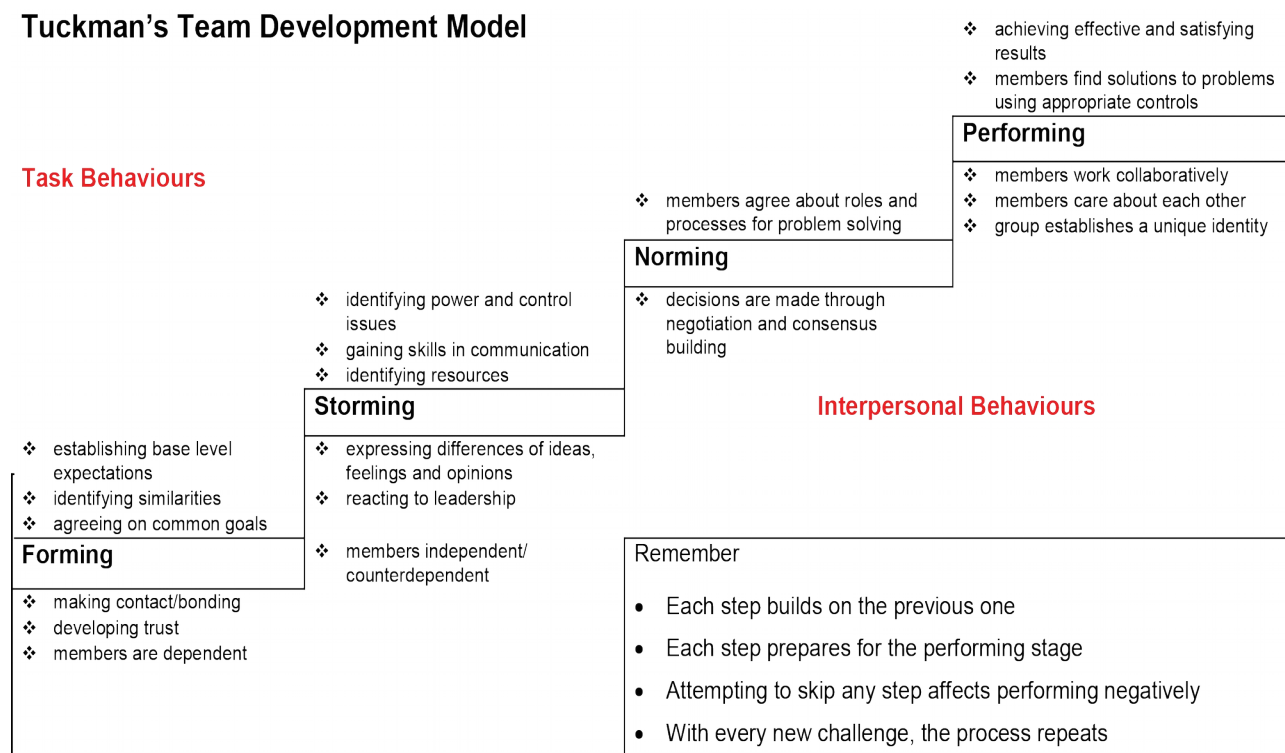 Tuckman's Team Development Model
Task Behaviours
❖ establishing base level
expectations
❖ identifying similarities
❖ agreeing on common goals
Forming
❖ making contact/bonding
❖ developing trust
❖ members are dependent
❖ identifying power and control
issues
❖ gaining skills in communication
❖ identifying resources
Storming
❖ expressing differences of ideas,
feelings and opinions
❖ reacting to leadership
❖ members independent/
counterdependent
❖ members agree about roles and
processes for problem solving
Norming
❖ decisions are made through
negotiation and consensus
building
❖ achieving effective and satisfying
results
❖ members find solutions to problems
using appropriate controls
Performing
❖ members work collaboratively
❖ members care about each other
❖ group establishes a unique identity
Interpersonal Behaviours
Remember
• Each step builds on the previous one
• Each step prepares for the performing stage
• Attempting to skip any step affects performing negatively
• With every new challenge, the process repeats